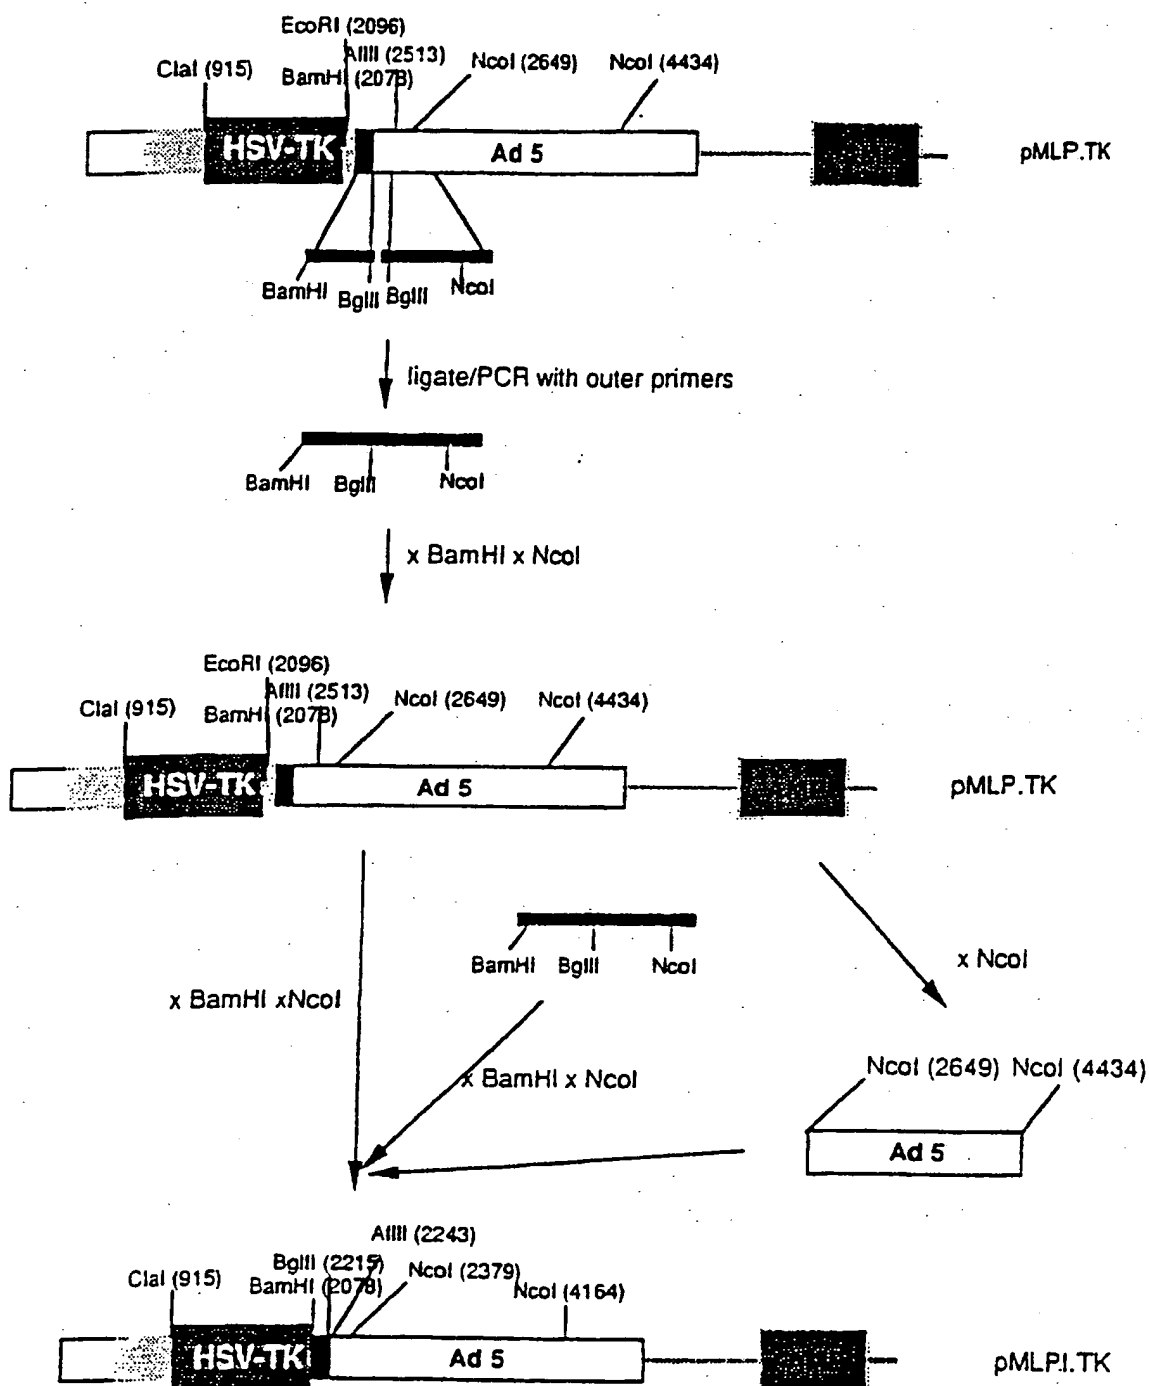 EcoRI (2096)
AflII (2513)
ClaI (915)
BamHI (2078)
NcoI (2649)
NcoI (4434)
HSV-TK
Ad 5
pMLP.TK
BamHI
BglII
BglII
NcoI
ligate/PCR with outer primers
BamHI
BglII
NcoI
x BamHI x NcoI
EcoRI (2096)
AflII (2513)
ClaI (915)
BamHI (2078)
NcoI (2649)
NcoI (4434)
HSV-TK
Ad 5
pMLP.TK
BamHI
BglII
NcoI
x NcoI
x BamHI xNcoI
x BamHI x NcoI
NcoI (2649)
NcoI (4434)
Ad 5
AflII (2243)
BglII (2215)
ClaI (915)
BamHI (2078)
NcoI (2379)
NcoI (4164)
HSV-TK
Ad 5
pMLPI.TK